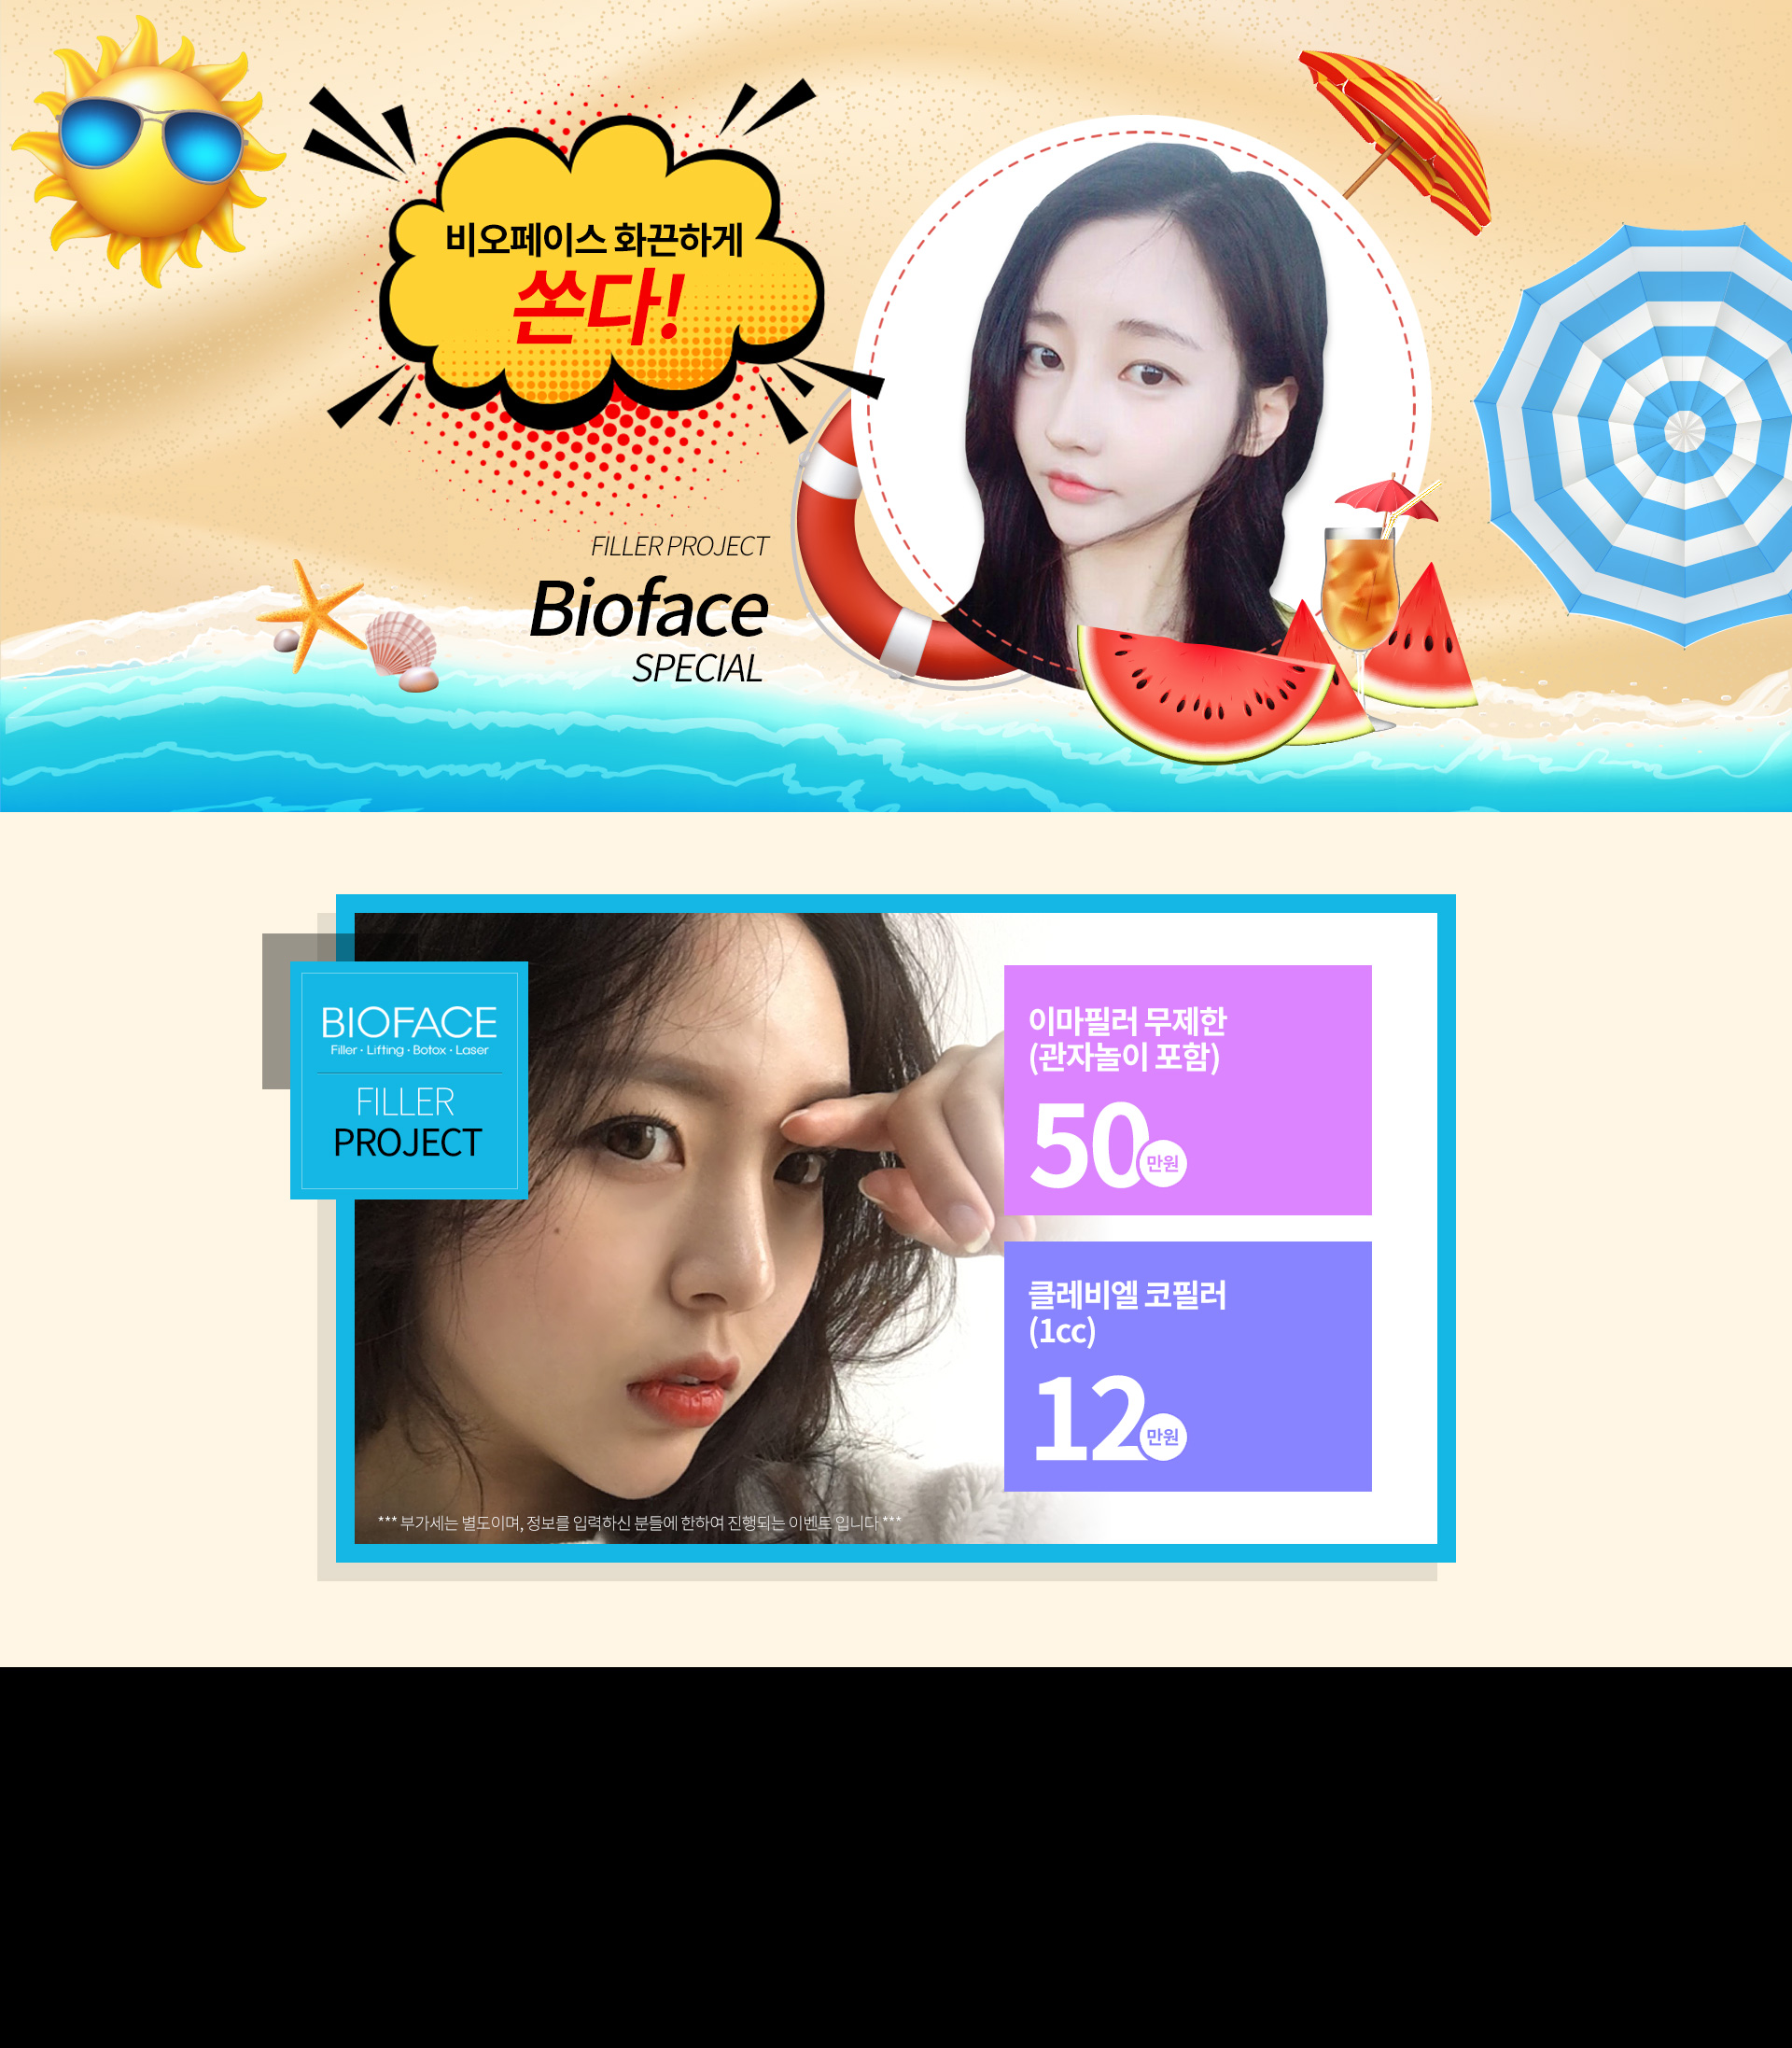 비오페이스 화끈하게
쏜다!
FILLER PROJECT
Bioface
SPECIAL
BIOFACE
Filler · Lifting · Botox · Laser
FILLER
PROJECT
이마필러 무제한
(관자놀이 포함)
50만원
클레비엘 코필러
(1cc)
12만원
*** 부가세는 별도이며, 정보를 입력하신 분들에 한하여 진행되는 이벤트 입니다 ***